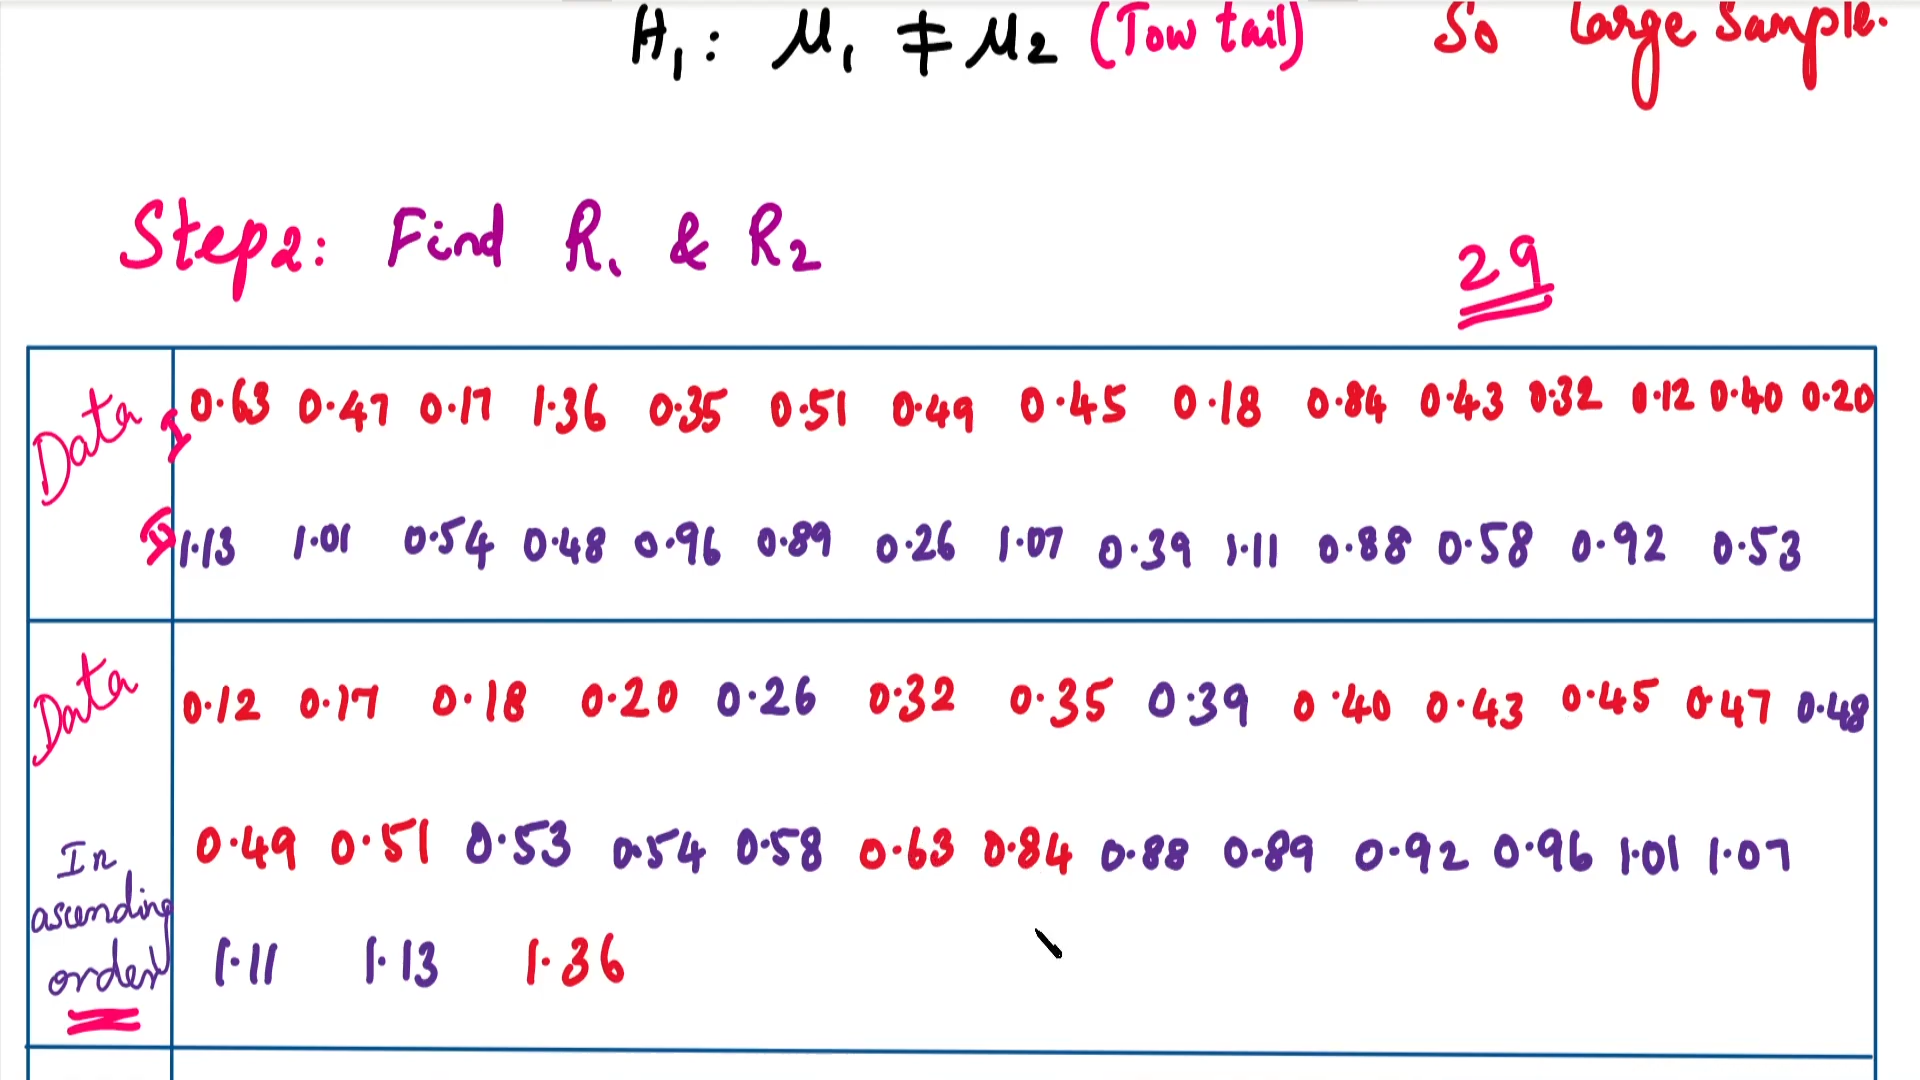 H₁: μ₁ ≠ μ₂ (Tow tail) So large sample.
Step2: Find R₁ & R₂
29
Data I 0.63 0.47 0.17 1.36 0.35 0.51 0.49 0.45 0.18 0.84 0.43 0.32 0.12 0.40 0.20
II 1.13 1.01 0.54 0.48 0.96 0.89 0.26 1.07 0.39 1.11 0.88 0.58 0.92 0.53
Data 0.12 0.17 0.18 0.20 0.26 0.32 0.35 0.39 0.40 0.43 0.45 0.47 0.48
In 0.49 0.51 0.53 0.54 0.58 0.63 0.84 0.88 0.89 0.92 0.96 1.01 1.07
ascending
order 1.11 1.13 1.36